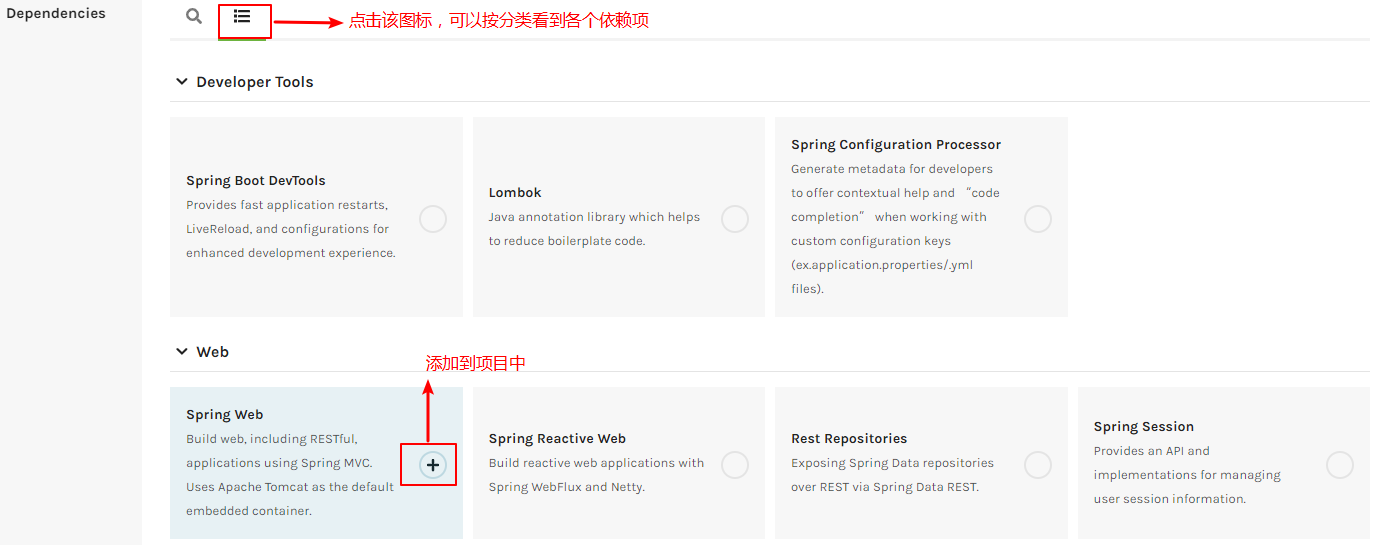 Dependencies
点击该图标，可以按分类看到各个依赖项
Developer Tools
Spring Boot DevTools
Provides fast application restarts,
LiveReload, and configurations for
enhanced development experience.
Lombok
Java annotation library which helps
to reduce boilerplate code.
Spring Configuration Processor
Generate metadata for developers
to offer contextual help and “code
completion” when working with
custom configuration keys
(ex.application.properties/.yml
files).
Web
添加到项目中
Spring Web
Build web, including RESTful,
applications using Spring MVC.
Uses Apache Tomcat as the default
embedded container.
Spring Reactive Web
Build reactive web applications with
Spring WebFlux and Netty.
Rest Repositories
Exposing Spring Data repositories
over REST via Spring Data REST.
Spring Session
Provides an API and
implementations for managing
user session information.